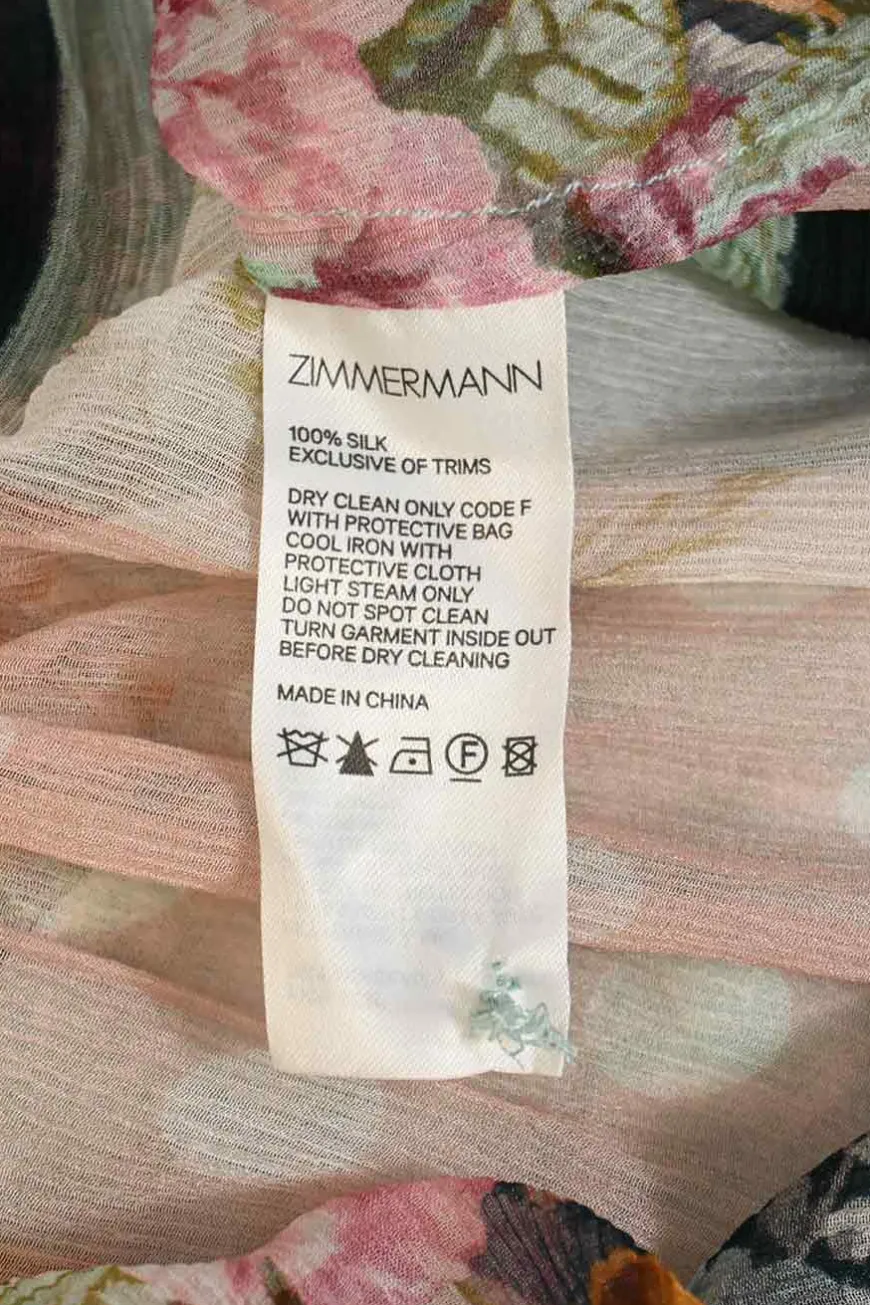 ZIMMERMANN
100% SILK
EXCLUSIVE OF TRIMS
DRY CLEAN ONLY CODE F
WITH PROTECTIVE BAG
COOL IRON WITH
PROTECTIVE CLOTH
LIGHT STEAM ONLY
DO NOT SPOT CLEAN
TURN GARMENT INSIDE OUT
BEFORE DRY CLEANING
MADE IN CHINA
F